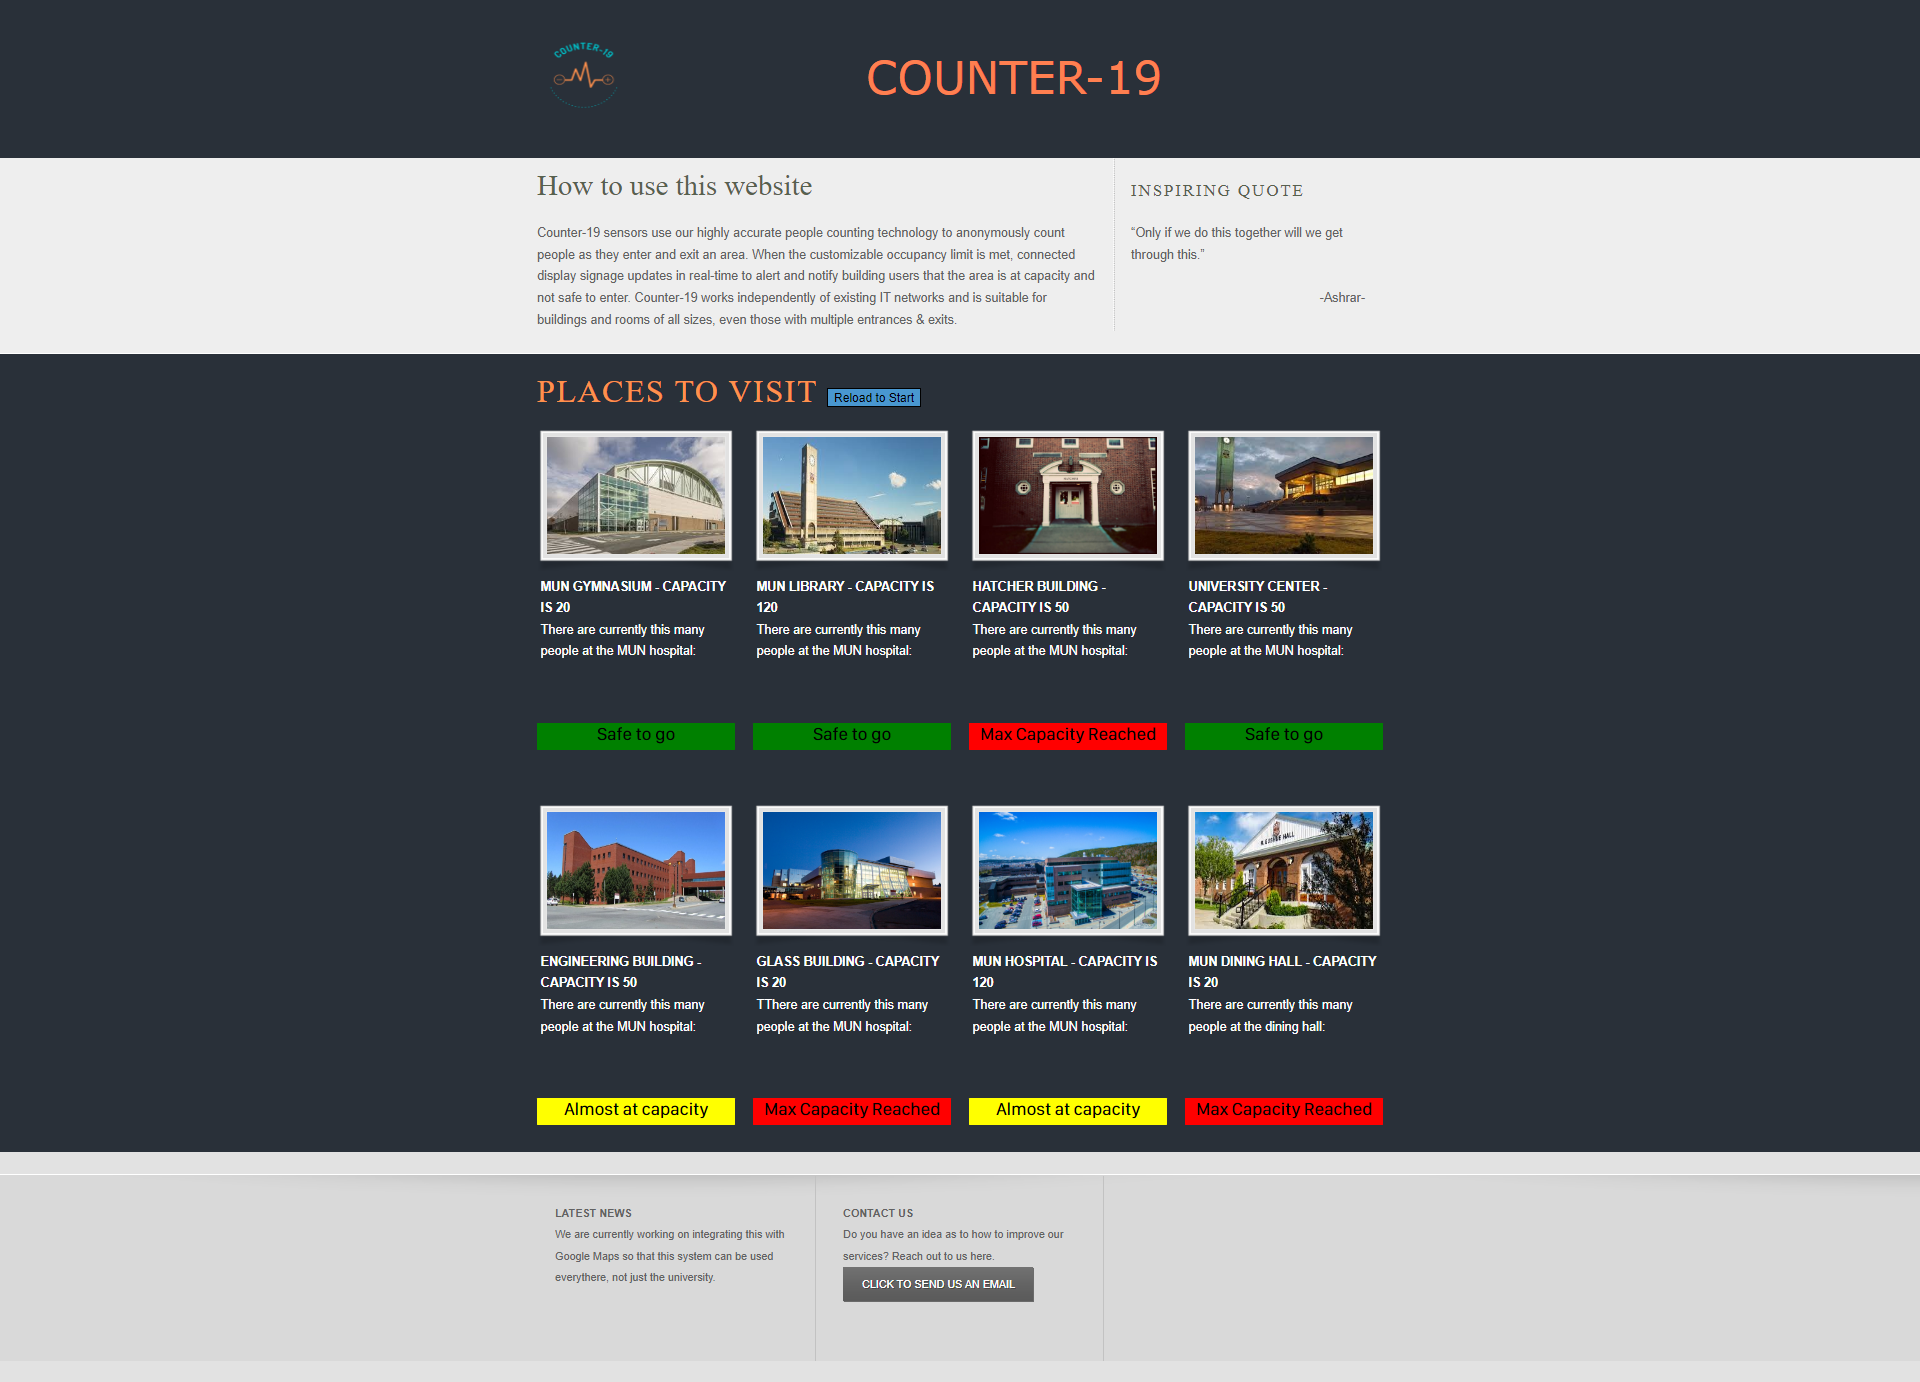 COUNTER-19
COUNTER-19
How to use this website
Counter-19 sensors use our highly accurate people counting technology to anonymously count
people as they enter and exit an area. When the customizable occupancy limit is met, connected
display signage updates in real-time to alert and notify building users that the area is at capacity and
not safe to enter. Counter-19 works independently of existing IT networks and is suitable for
buildings and rooms of all sizes, even those with multiple entrances & exits.
INSPIRING QUOTE
“Only if we do this together will we get
through this.”
-Ashrar-
PLACES TO VISIT
Reload to Start
MUN GYMNASIUM - CAPACITY
IS 20
There are currently this many
people at the MUN hospital:
Safe to go
MUN LIBRARY - CAPACITY IS
120
There are currently this many
people at the MUN hospital:
Safe to go
HATCHER BUILDING -
CAPACITY IS 50
There are currently this many
people at the MUN hospital:
Max Capacity Reached
UNIVERSITY CENTER -
CAPACITY IS 50
There are currently this many
people at the MUN hospital:
Safe to go
ENGINEERING BUILDING -
CAPACITY IS 50
There are currently this many
people at the MUN hospital:
Almost at capacity
GLASS BUILDING - CAPACITY
IS 20
TThere are currently this many
people at the MUN hospital:
Max Capacity Reached
MUN HOSPITAL - CAPACITY IS
120
There are currently this many
people at the MUN hospital:
Almost at capacity
HALL
MUN DINING HALL - CAPACITY
IS 20
There are currently this many
people at the dining hall:
Max Capacity Reached
LATEST NEWS
We are currently working on integrating this with
Google Maps so that this system can be used
everythere, not just the university.
CONTACT US
Do you have an idea as to how to improve our
services? Reach out to us here.
CLICK TO SEND US AN EMAIL